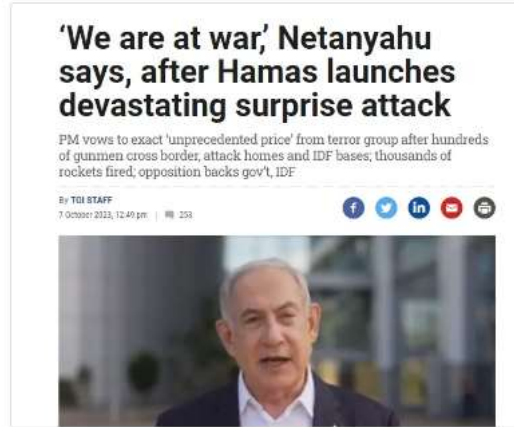 ‘We are at war,’ Netanyahu
says, after Hamas launches
devastating surprise attack
PM vows to exact ‘unprecedented price’ from terror group after hundreds
of gunmen cross border, attack homes and IDF bases; thousands of
rockets fired; opposition backs gov’t, IDF
By TOI STAFF
7 October 2023, 12:49 pm | 253